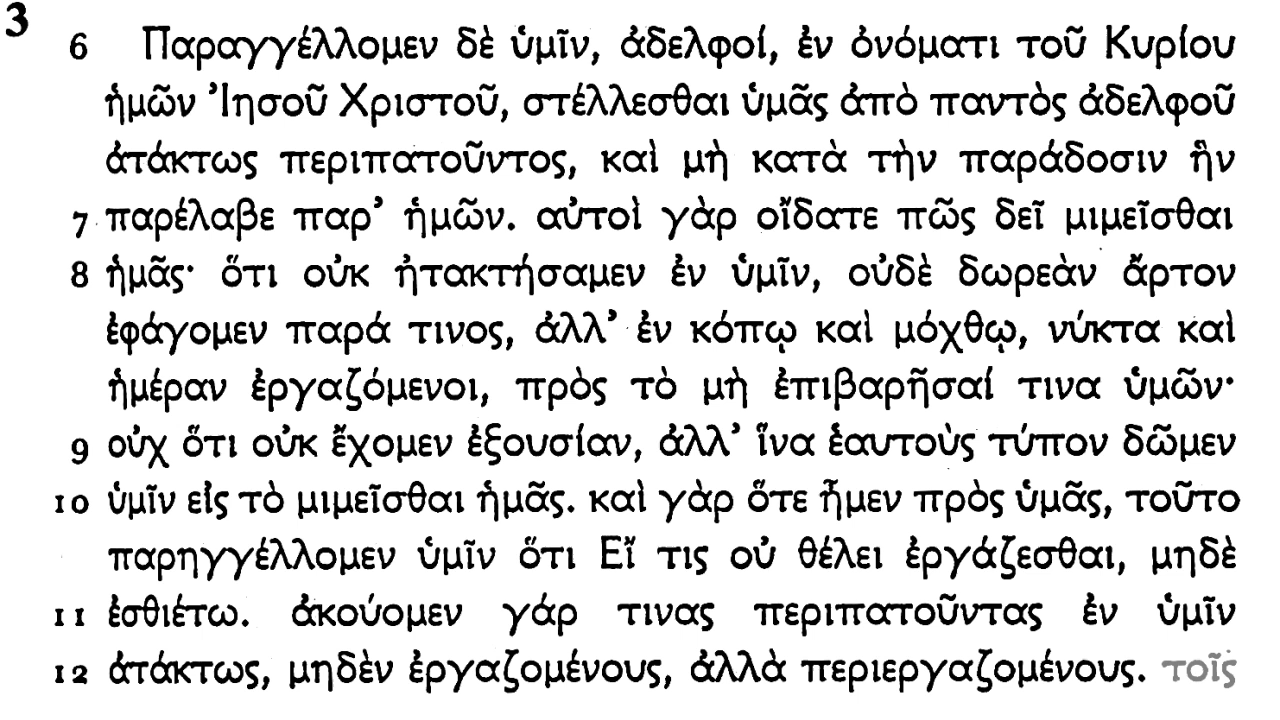 3
6 Παραγγέλλομεν δὲ ὑμῖν, ἀδελφοί, ἐν ὀνόματι τοῦ Κυρίου
ἡμῶν Ἰησοῦ Χριστοῦ, στέλλεσθαι ὑμᾶς ἀπὸ παντὸς ἀδελφοῦ
ἀτάκτως περιπατοῦντος, καὶ μὴ κατὰ τὴν παράδοσιν ἣν
7 παρέλαβε παρ’ ἡμῶν. αὐτοὶ γὰρ οἴδατε πῶς δεῖ μιμεῖσθαι
8 ἡμᾶς· ὅτι οὐκ ἠτακτήσαμεν ἐν ὑμῖν, οὐδὲ δωρεὰν ἄρτον
ἐφάγομεν παρά τινος, ἀλλ’ ἐν κόπῳ καὶ μόχθῳ, νύκτα καὶ
ἡμέραν ἐργαζόμενοι, πρὸς τὸ μὴ ἐπιβαρῆσαί τινα ὑμῶν·
9 οὐχ ὅτι οὐκ ἔχομεν ἐξουσίαν, ἀλλ’ ἵνα ἑαυτοὺς τύπον δῶμεν
10 ὑμῖν εἰς τὸ μιμεῖσθαι ἡμᾶς. καὶ γὰρ ὅτε ἦμεν πρὸς ὑμᾶς, τοῦτο
παρηγγέλλομεν ὑμῖν ὅτι Εἴ τις οὐ θέλει ἐργάζεσθαι, μηδὲ
11 ἐσθιέτω. ἀκούομεν γάρ τινας περιπατοῦντας ἐν ὑμῖν
12 ἀτάκτως, μηδὲν ἐργαζομένους, ἀλλὰ περιεργαζομένους. τοῖς